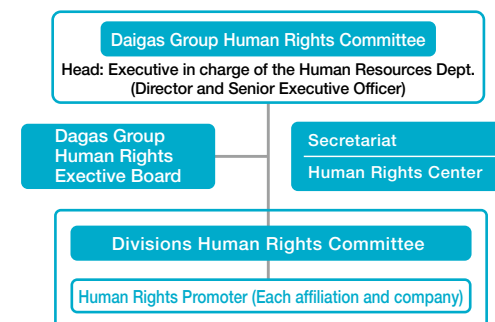 Daigas Group Human Rights Committee
Head: Executive in charge of the Human Resources Dept.
(Director and Senior Executive Officer)
Dagas Group
Human Rights
Exective Board
Secretariat
Human Rights Center
Divisions Human Rights Committee
Human Rights Promoter (Each affiliation and company)